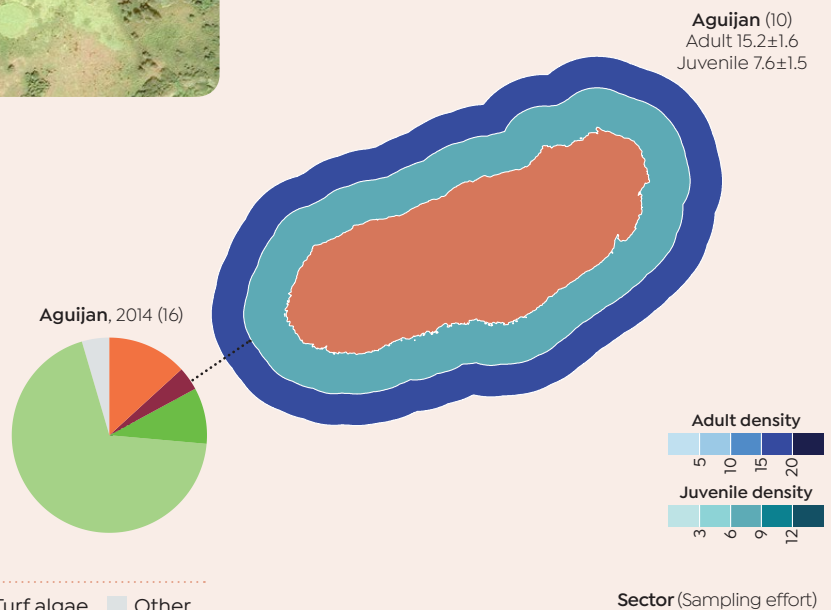 Aguijan (10)
Adult 15.2±1.6
Juvenile 7.6±1.5
Aguijan, 2014 (16)
Adult density
5 10 15 20
Juvenile density
3 6 9 12
Turf algae Other
Sector (Sampling effort)